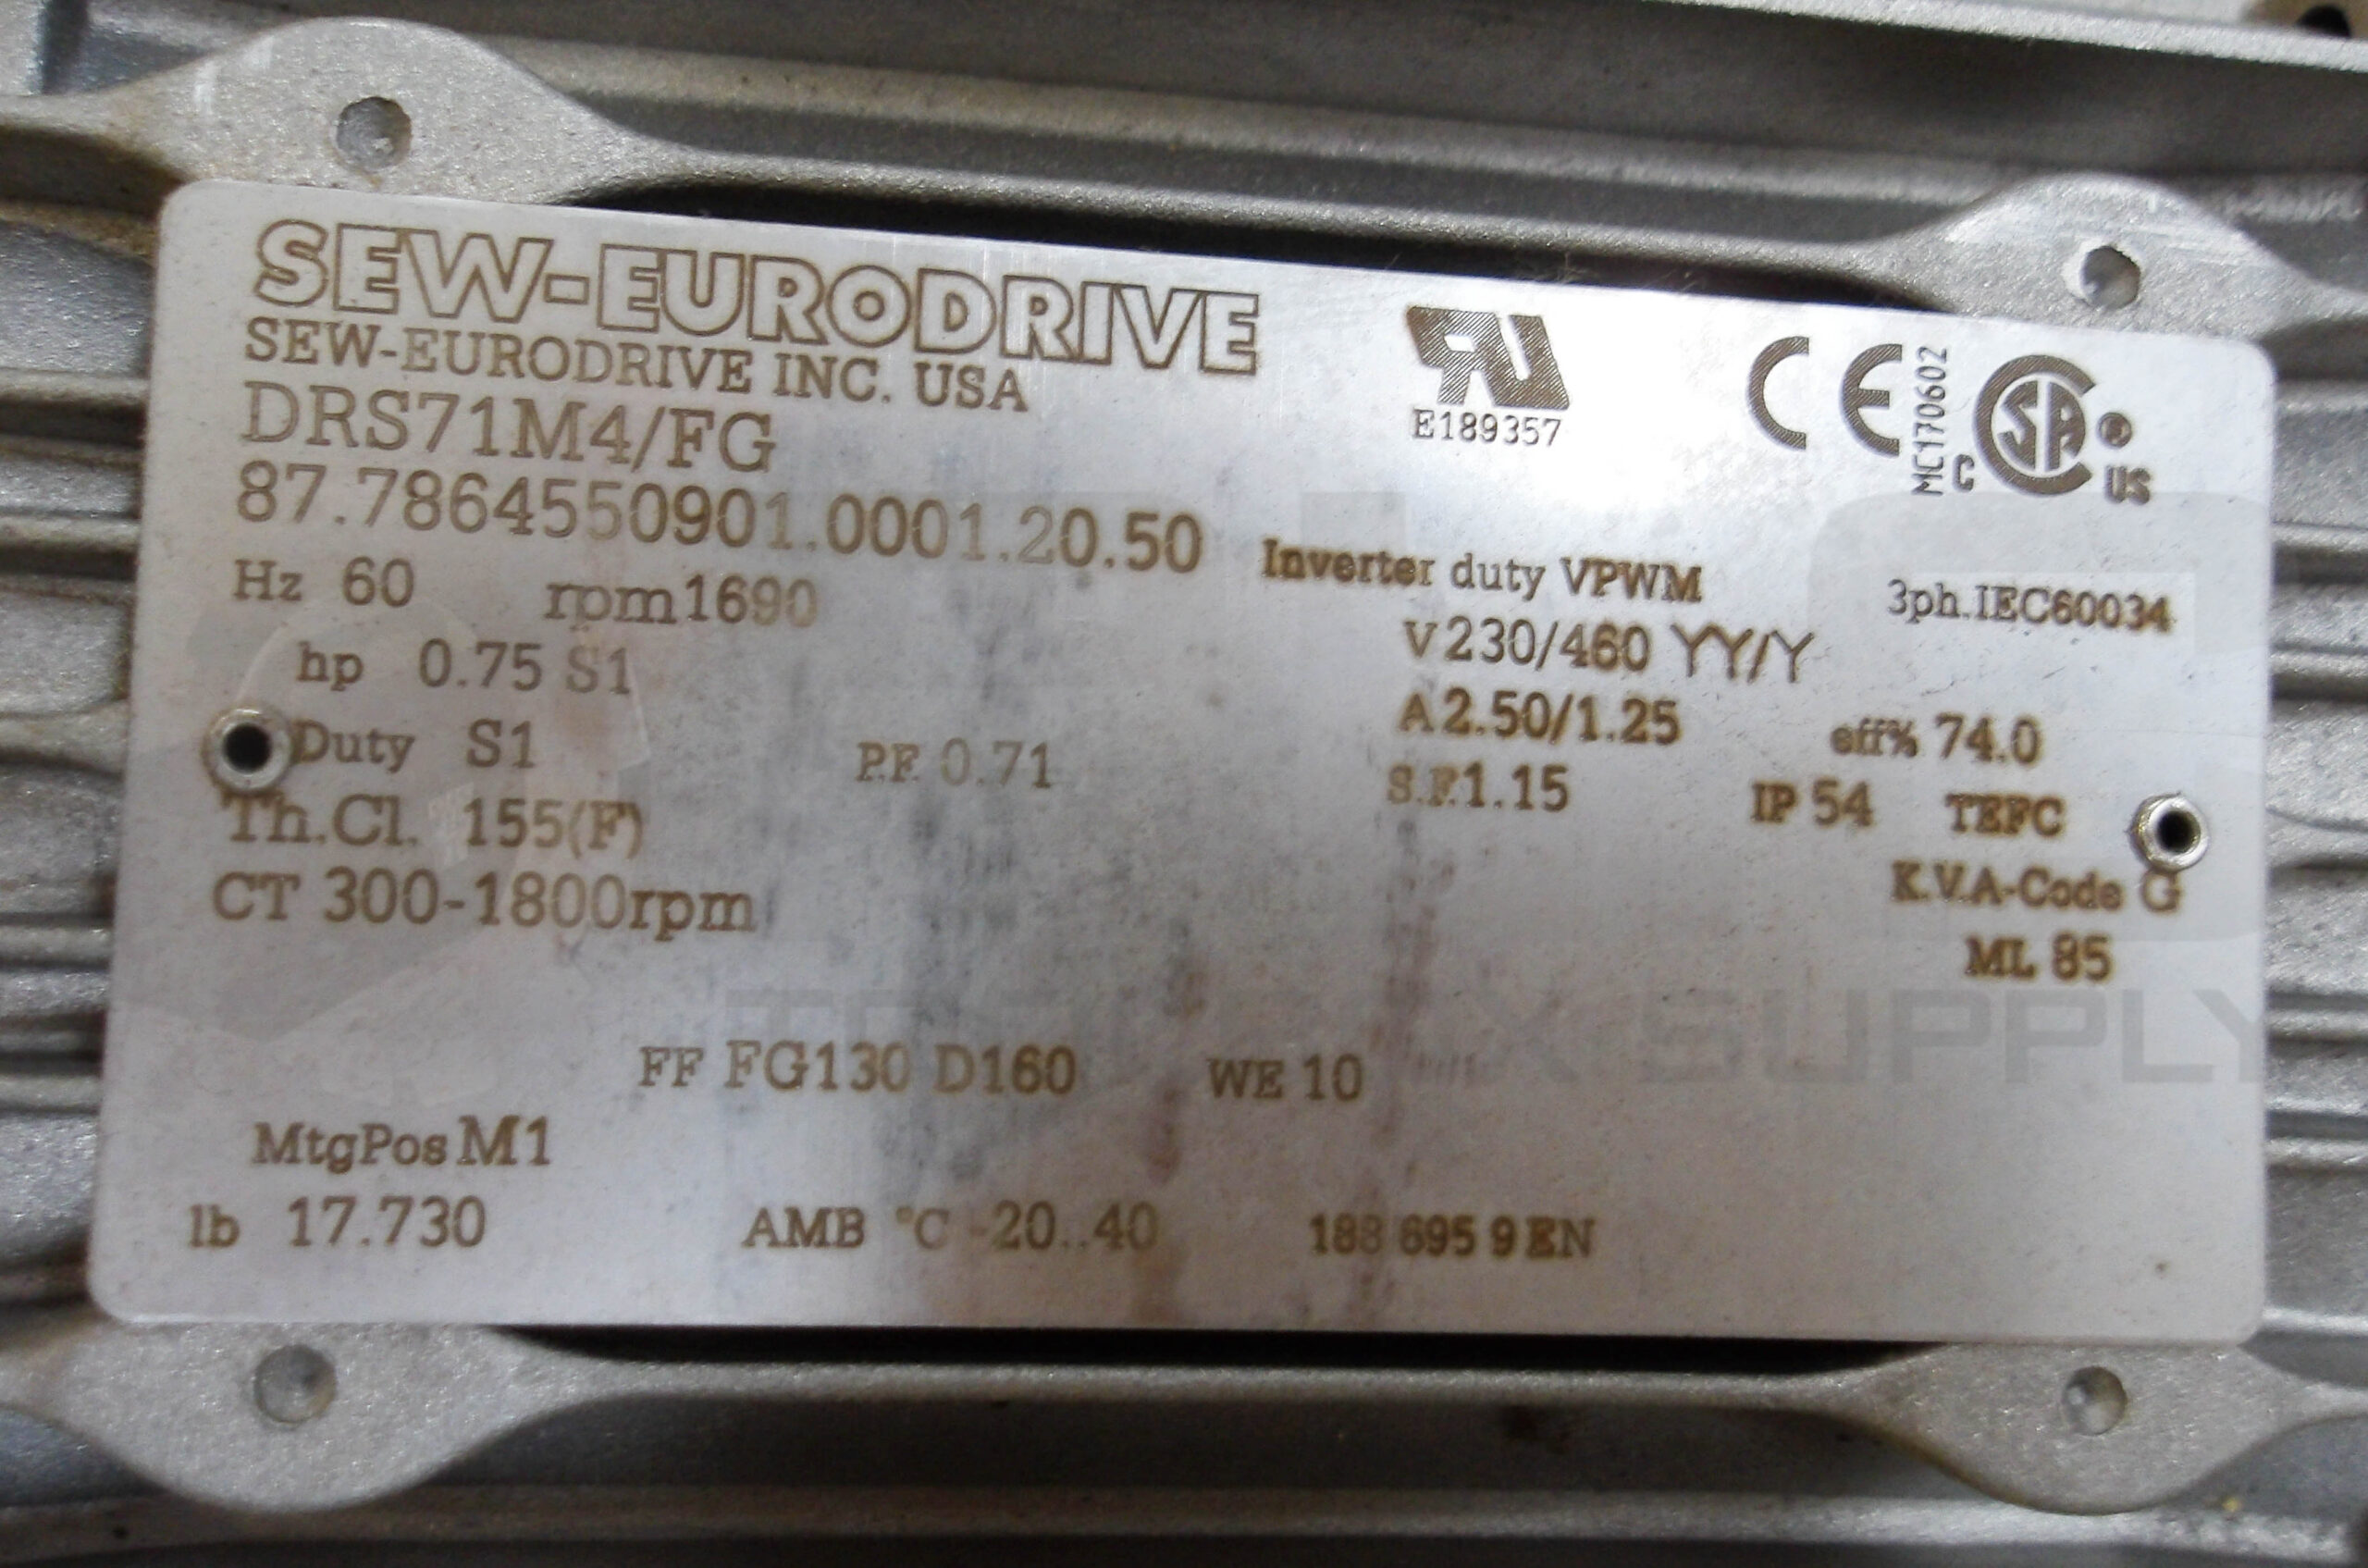 SEW-EURODRIVE
SEW-EURODRIVE INC. USA
DRS71M4/FG
87.7864550901.0001.20.50
E189357
CE
MC170602
C SA ® US
Inverter duty VPWM
3ph.IEC60034
Hz 60 rpm 1690
V 230/460 YY/Y
hp 0.75 S1
A 2.50/1.25 eff% 74.0
Duty S1 P.F. 0.71
S.F. 1.15 IP 54 TEFC
Th.Cl. 155(F)
K.V.A-Code G
CT 300-1800rpm
ML 85
SUPPLY
FF FG130 D160 WE 10
MtgPos M1
lb 17.730 AMB °C -20..40 188 695 9 EN